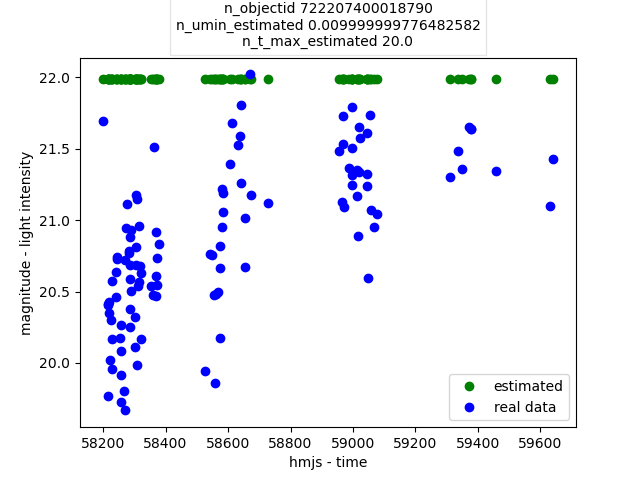 n_objectid 722207400018790
n_umin_estimated 0.009999999776482582
n_t_max_estimated 20.0
22.0
21.5
21.0
20.5
20.0
magnitude - light intensity
estimated
real data
58200 58400 58600 58800 59000 59200 59400 59600
hmjs - time